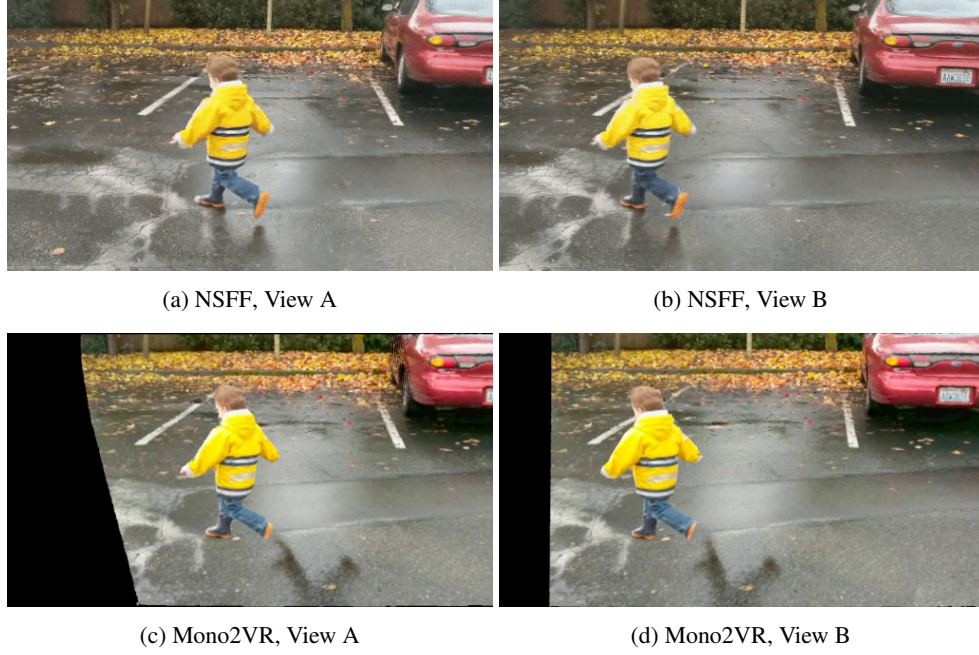 (a) NSFF, View A
(b) NSFF, View B
(c) Mono2VR, View A
(d) Mono2VR, View B